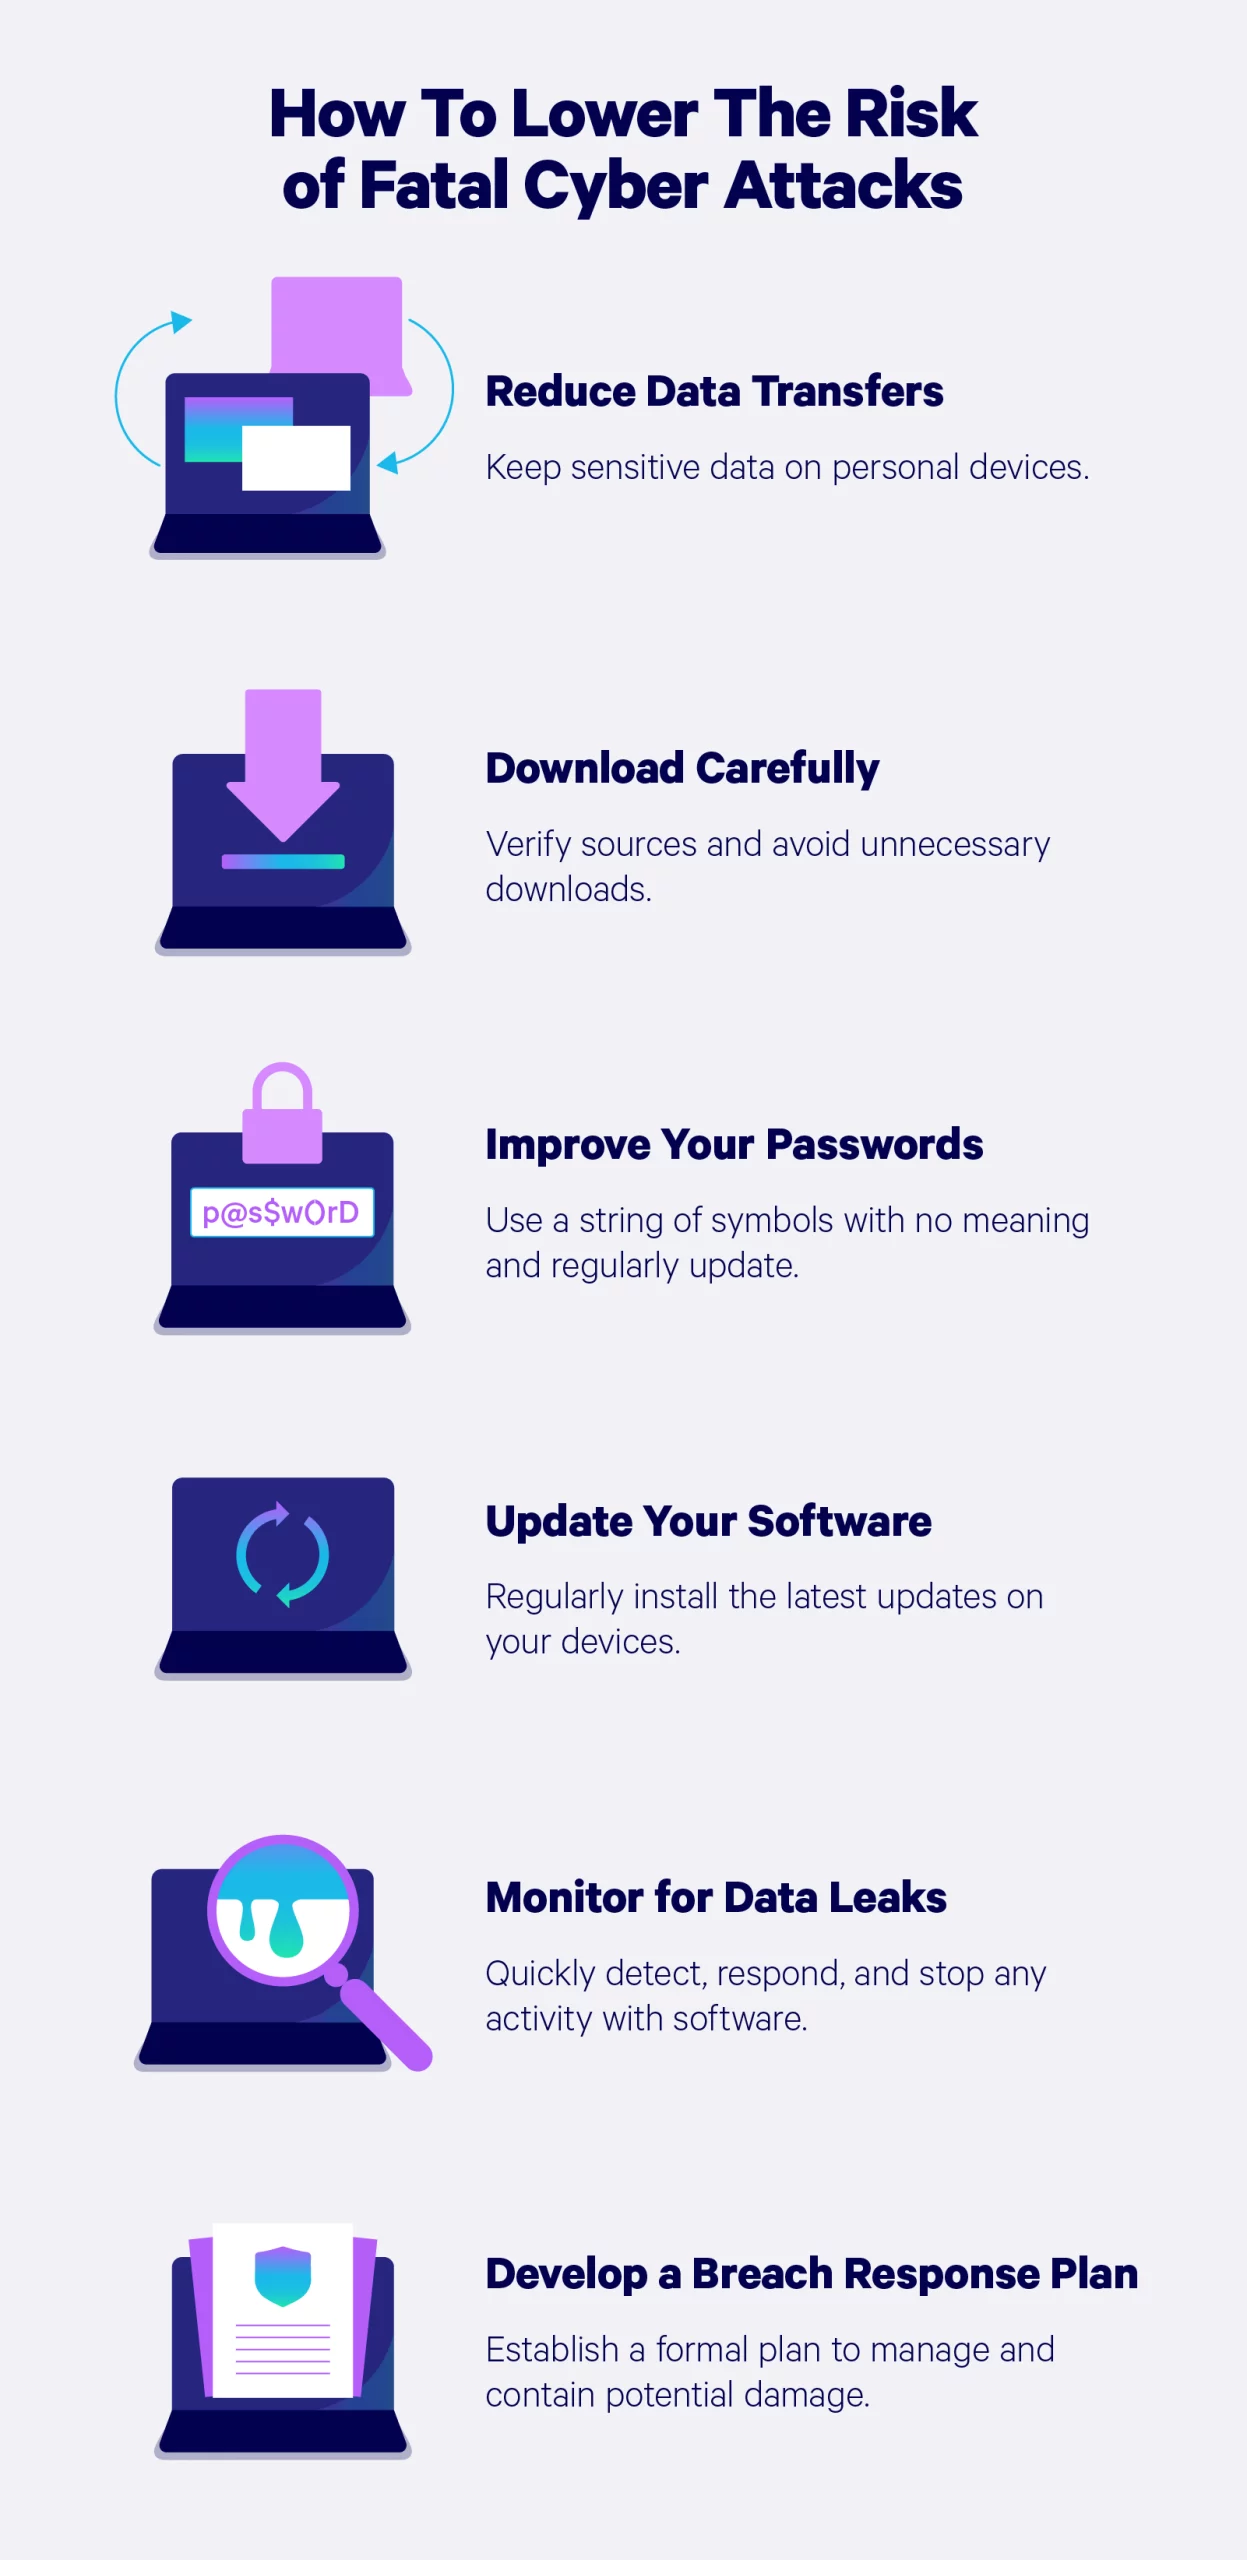 How To Lower The Risk
of Fatal Cyber Attacks
Reduce Data Transfers
Keep sensitive data on personal devices.
Download Carefully
Verify sources and avoid unnecessary
downloads.
Improve Your Passwords
p@s$w()rD
Use a string of symbols with no meaning
and regularly update.
Update Your Software
Regularly install the latest updates on
your devices.
Monitor for Data Leaks
Quickly detect, respond, and stop any
activity with software.
Develop a Breach Response Plan
Establish a formal plan to manage and
contain potential damage.